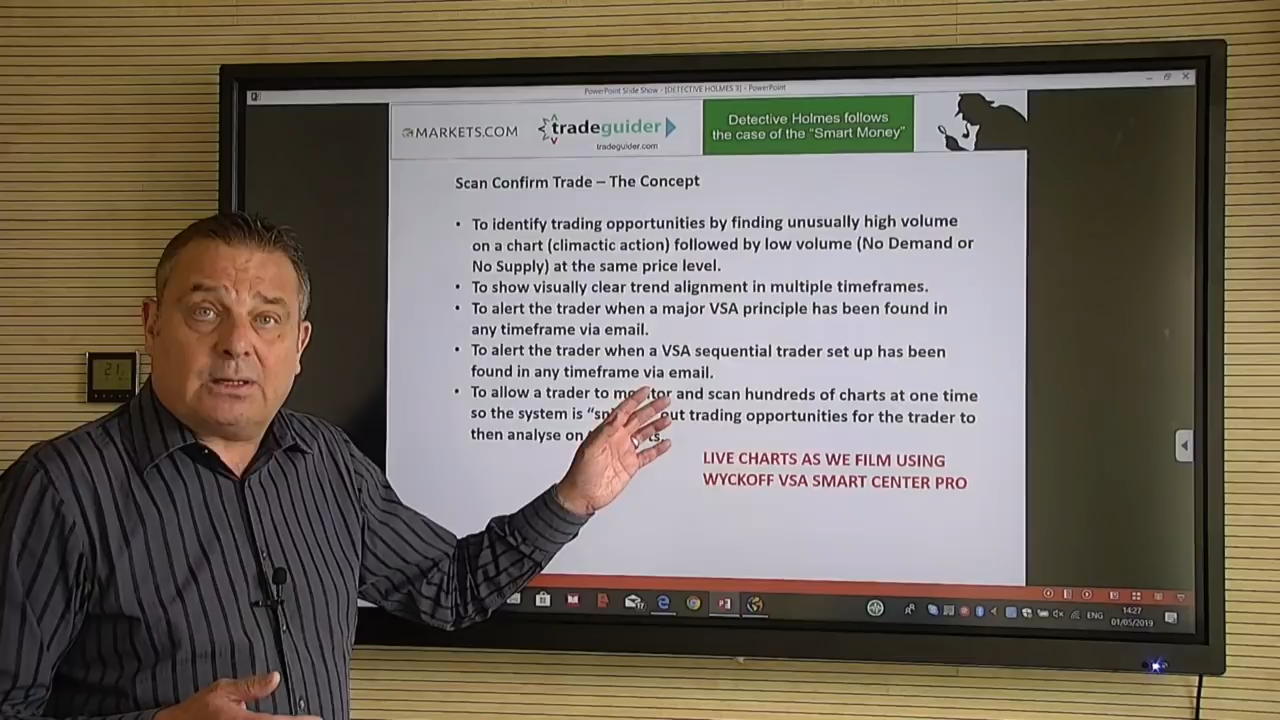 PowerPoint Slide Show - [DETECTIVE HOLMES 3] - PowerPoint
MARKETS.COM
tradeguider
tradeguider.com
Detective Holmes follows
the case of the “Smart Money”
Scan Confirm Trade – The Concept
• To identify trading opportunities by finding unusually high volume
on a chart (climactic action) followed by low volume (No Demand or
No Supply) at the same price level.
• To show visually clear trend alignment in multiple timeframes.
• To alert the trader when a major VSA principle has been found in
any timeframe via email.
• To alert the trader when a VSA sequential trader set up has been
found in any timeframe via email.
• To allow a trader to and scan hundreds of charts at one time
so the system is out trading opportunities for the trader to
then analyse on
LIVE CHARTS AS WE FILM USING
WYCKOFF VSA SMART CENTER PRO
ENG
14:27
01/05/2019
21